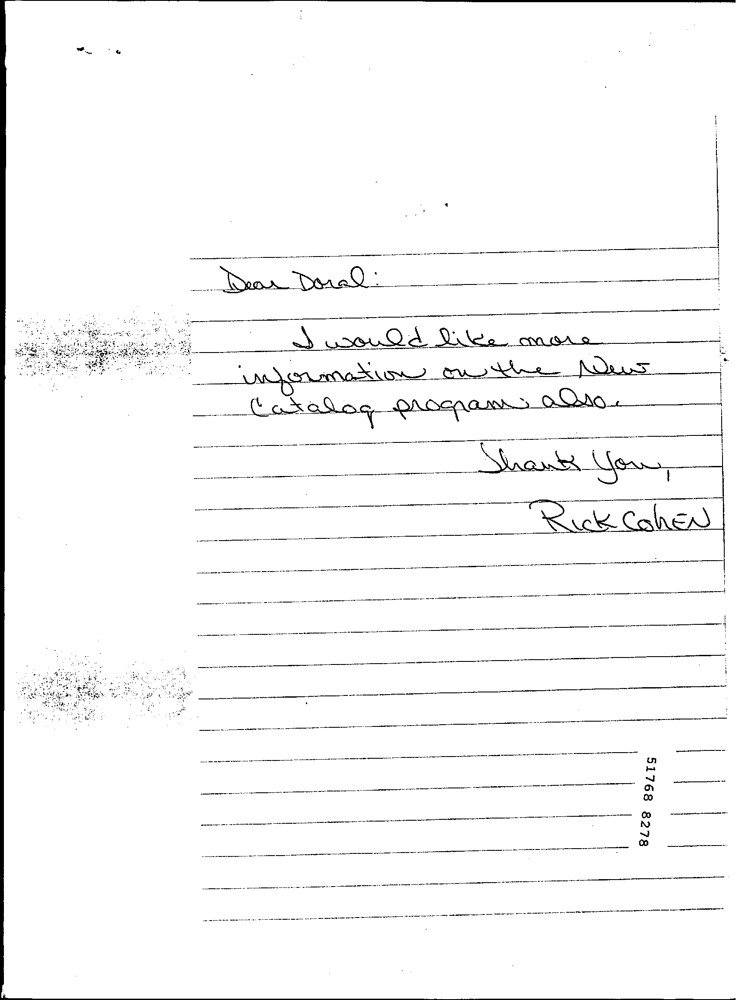 Dear Doral:
I would like more
information on the New
Catalog program also.
Thank You,
Rick CohEN
51768 8278